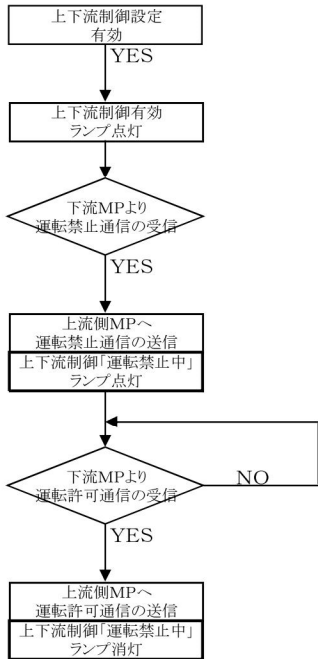 上下流制御設定
有効
YES
上下流制御有効
ランプ点灯
下流MPより
運転禁止通信の受信
YES
上流側MPへ
運転禁止通信の送信
上下流制御「運転禁止中」
ランプ点灯
下流MPより
運転許可通信の受信
NO
YES
上流側MPへ
運転許可通信の送信
上下流制御「運転禁止中」
ランプ消灯